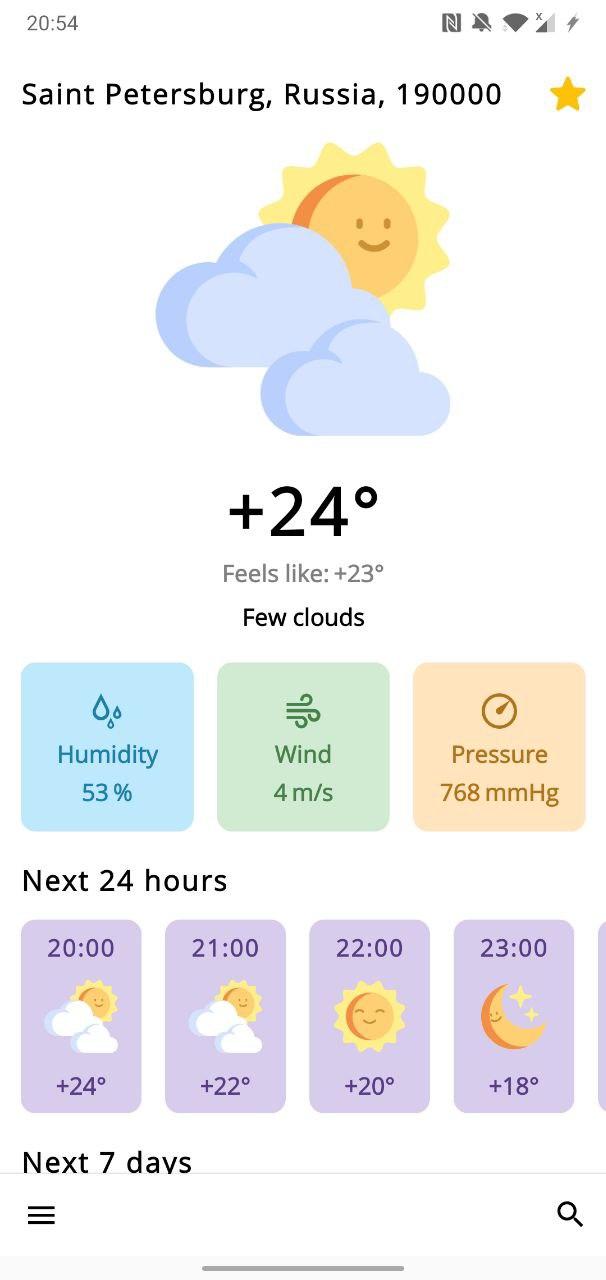 20:54
Saint Petersburg, Russia, 190000
+24°
Feels like: +23°
Few clouds
Humidity Wind Pressure
53 % 4 m/s 768 mmHg
Next 24 hours
20:00 21:00 22:00 23:00
+24° +22° +20° +18°
Next 7 days